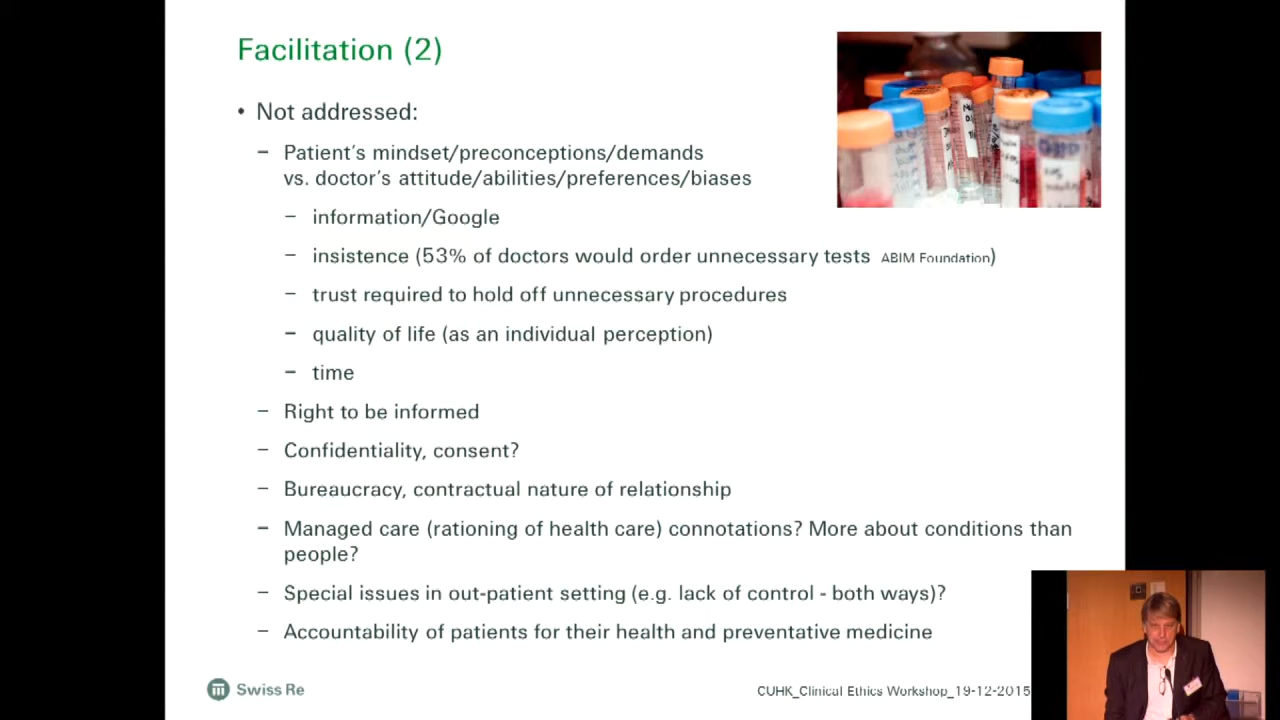 Facilitation (2)
• Not addressed:
– Patient's mindset/preconceptions/demands
vs. doctor's attitude/abilities/preferences/biases
– information/Google
– insistence (53% of doctors would order unnecessary tests ABIM Foundation)
– trust required to hold off unnecessary procedures
– quality of life (as an individual perception)
– time
– Right to be informed
– Confidentiality, consent?
– Bureaucracy, contractual nature of relationship
– Managed care (rationing of health care) connotations? More about conditions than
people?
– Special issues in out-patient setting (e.g. lack of control - both ways)?
– Accountability of patients for their health and preventative medicine
Swiss Re
CUHK_Clinical Ethics Workshop_19-12-2015